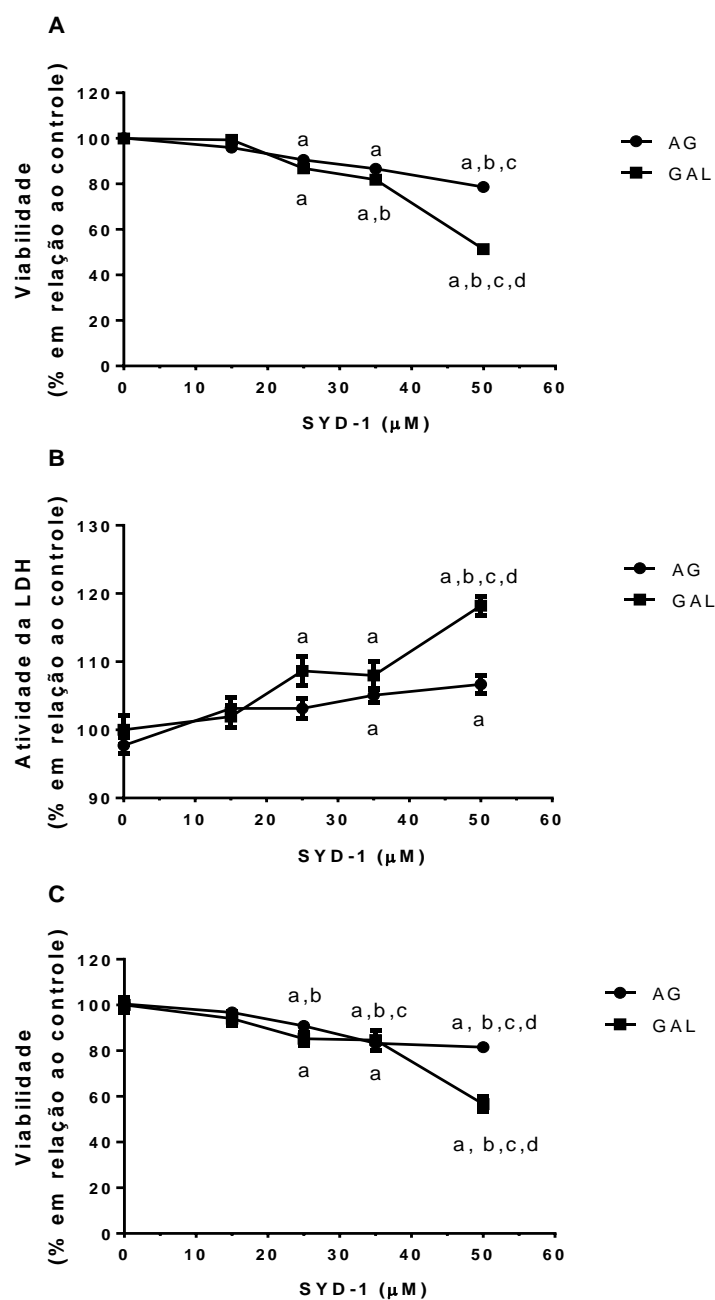 A
Viabilidade
(% em relação ao controle)
120
100
80
60
40
20
0
a
a
a,b,c
a
a,b
a,b,c,d
0 10 20 30 40 50 60
SYD-1 (μM)
AG
GAL
B
Atividade da LDH
(% em relação ao controle)
130
120
110
100
90
a
a
a,b,c,d
a
a
0 10 20 30 40 50 60
SYD-1 (μM)
AG
GAL
C
Viabilidade
(% em relação ao controle)
120
100
80
60
40
20
0
a,b
a,b,c
a, b,c,d
a
a
a, b,c,d
0 10 20 30 40 50 60
SYD-1 (μM)
AG
GAL